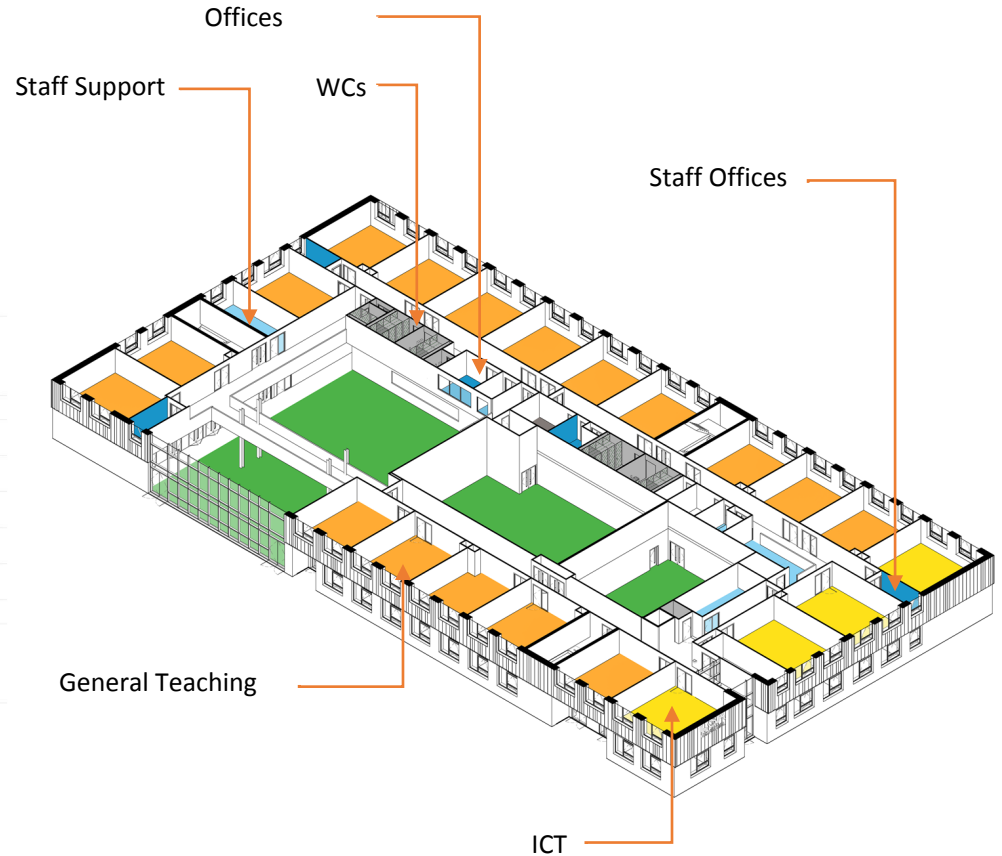 Offices
Staff Support
WCs
Staff Offices
General Teaching
ICT